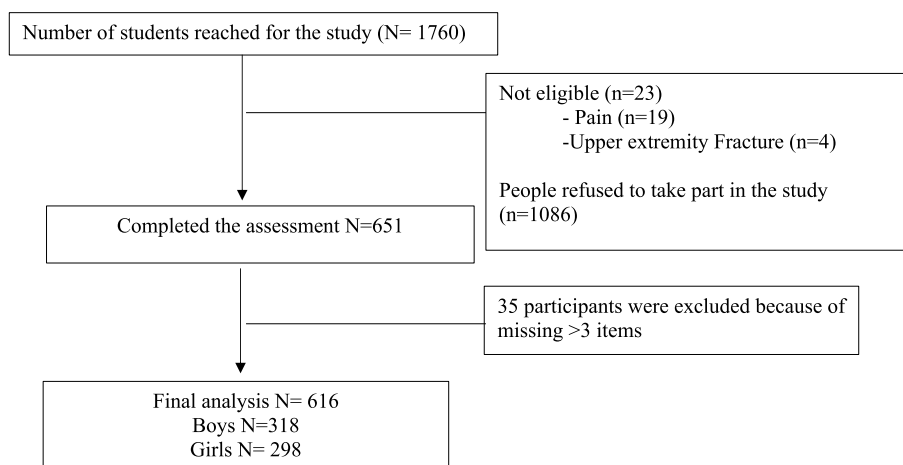 Number of students reached for the study (N= 1760)
Not eligible (n=23)
- Pain (n=19)
-Upper extremity Fracture (n=4)
People refused to take part in the study
(n=1086)
Completed the assessment N=651
35 participants were excluded because of
missing >3 items
Final analysis N= 616
Boys N=318
Girls N= 298